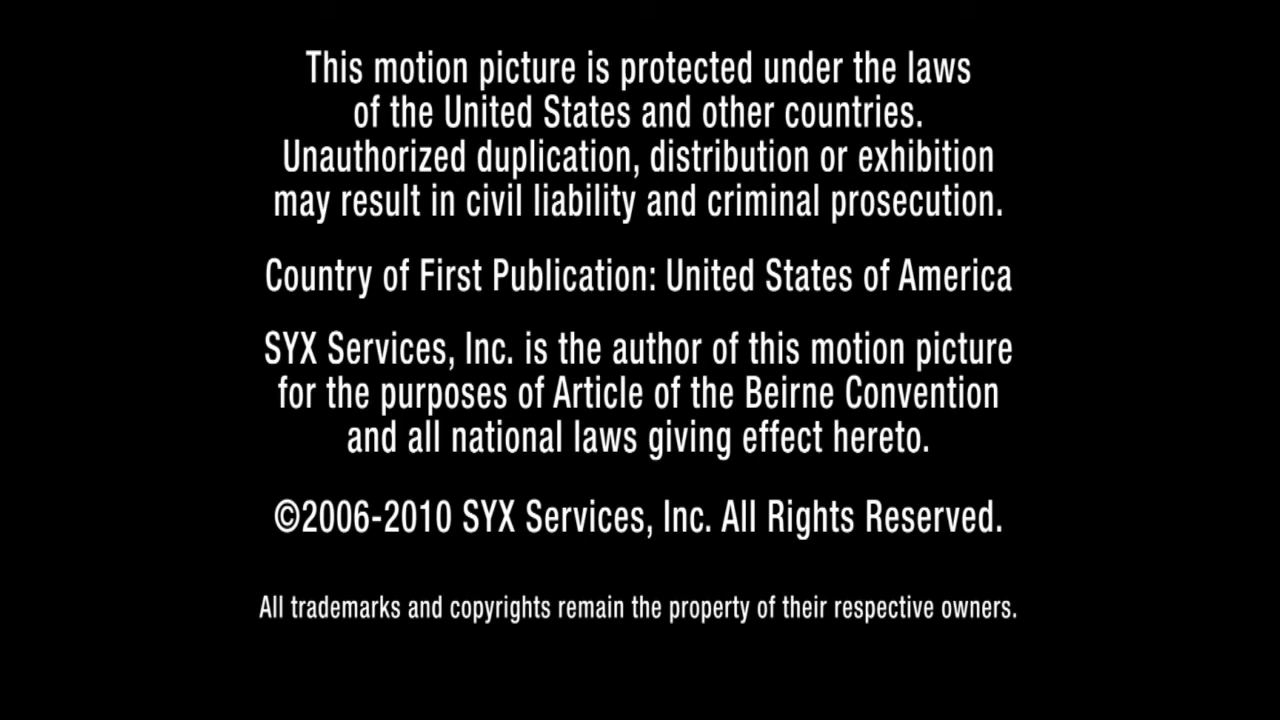 This motion picture is protected under the laws
of the United States and other countries.
Unauthorized duplication, distribution or exhibition
may result in civil liability and criminal prosecution.
Country of First Publication: United States of America
SYX Services, Inc. is the author of this motion picture
for the purposes of Article of the Beirne Convention
and all national laws giving effect hereto.
©2006-2010 SYX Services, Inc. All Rights Reserved.
All trademarks and copyrights remain the property of their respective owners.